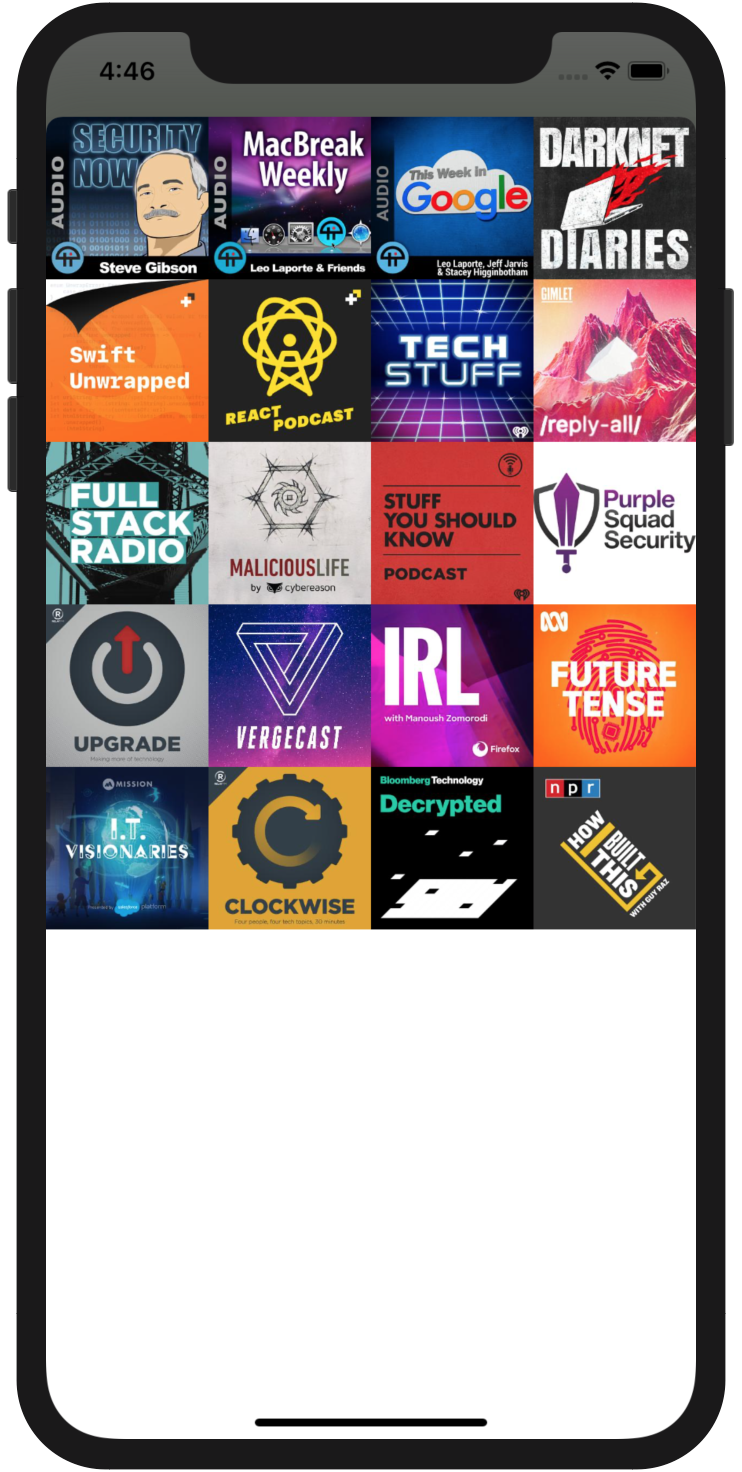 4:46
AUDIO
SECURITY
NOW
Steve Gibson
AUDIO
MacBreak
Weekly
Leo Laporte & Friends
AUDIO
This Week in
Google
Leo Laporte, Jeff Jarvis
& Stacey Higginbotham
DARKNET
DIARIES
Swift
Unwrapped
REACT
PODCAST
TECH
STUFF
GIMLET
/reply-all/
FULL
STACK
RADIO
MALICIOUSLIFE
by cybereason
STUFF
YOU SHOULD
KNOW
PODCAST
Purple
Squad
Security
R
UPGRADE
Moving more of technology
VERGECAST
IRL
with Manoush Zomorodi
Firefox
FUTURE
TENSE
MISSION
I.T.
VISIONARIES
Presented by salesforce platform
R
CLOCKWISE
Four people, four tech topics, 30 minutes
Bloomberg Technology
Decrypted
npr
HOW
I BUILT
THIS
WITH GUY RAZ